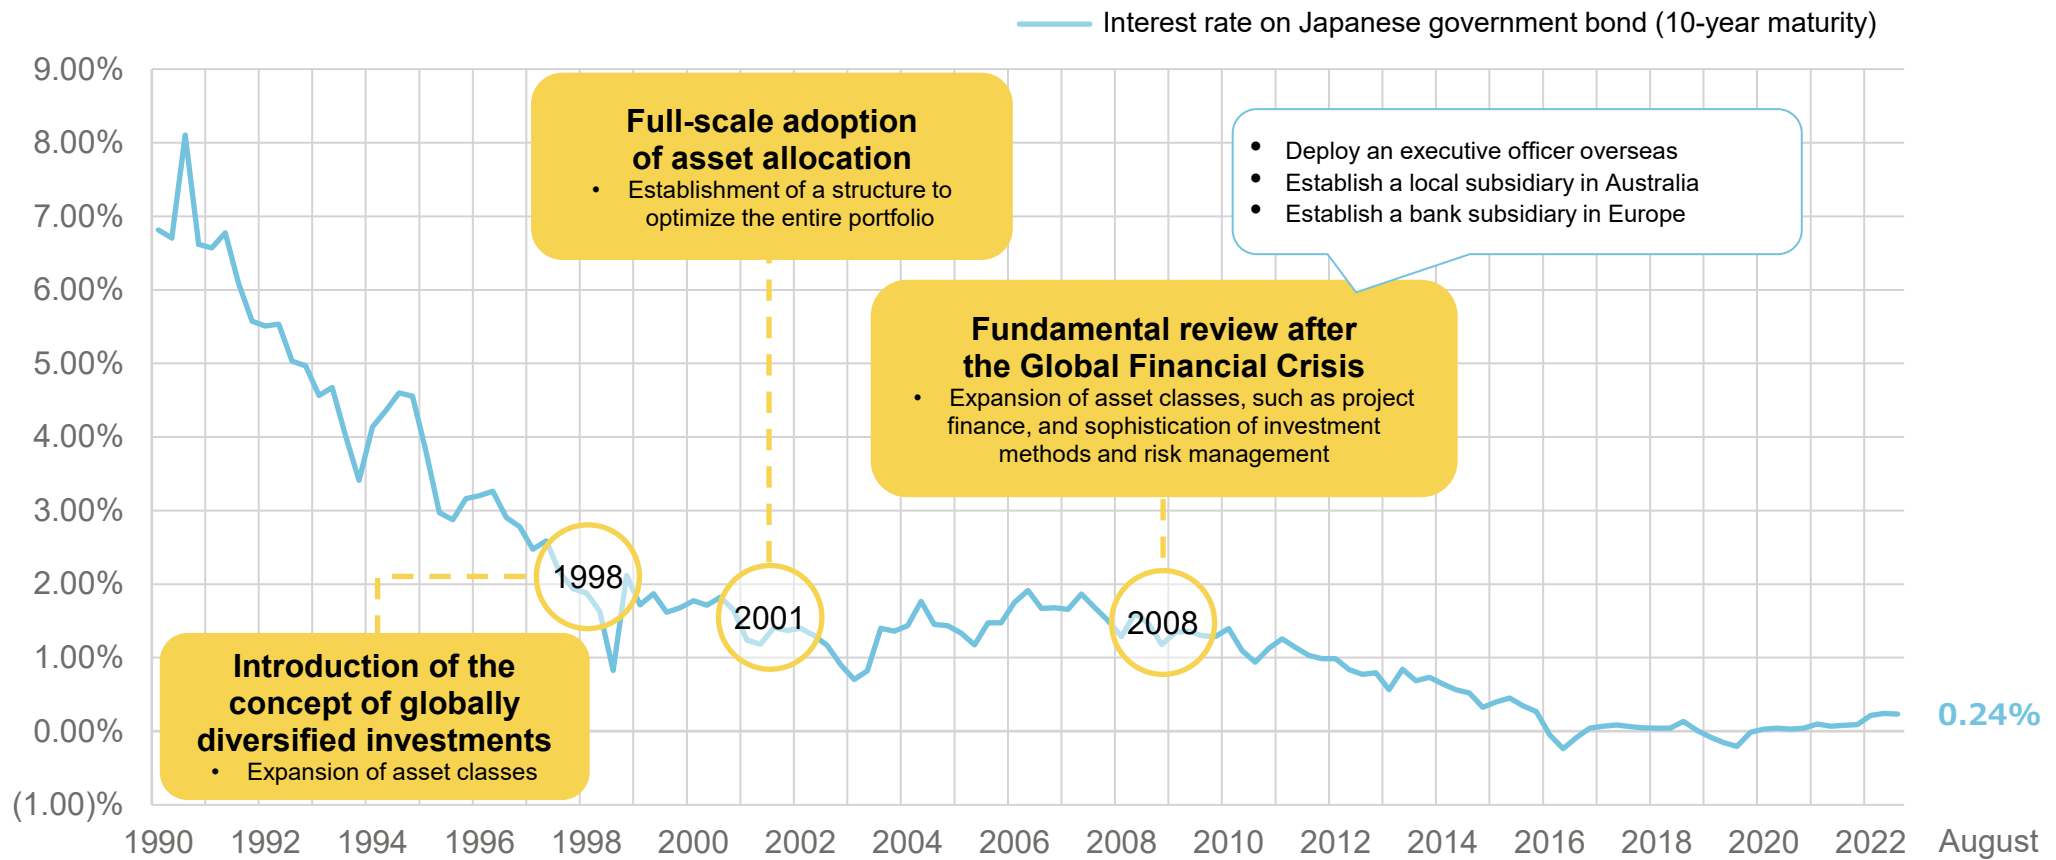 Interest rate on Japanese government bond (10-year maturity)
9.00%
8.00%
7.00%
6.00%
5.00%
4.00%
3.00%
2.00%
1.00%
0.00%
(1.00)%
Full-scale adoption
of asset allocation
• Establishment of a structure to
optimize the entire portfolio
• Deploy an executive officer overseas
• Establish a local subsidiary in Australia
• Establish a bank subsidiary in Europe
Fundamental review after
the Global Financial Crisis
• Expansion of asset classes, such as project
finance, and sophistication of investment
methods and risk management
1998
2001
2008
Introduction of the
concept of globally
diversified investments
• Expansion of asset classes
0.24%
1990 1992 1994 1996 1998 2000 2002 2004 2006 2008 2010 2012 2014 2016 2018 2020 2022 August